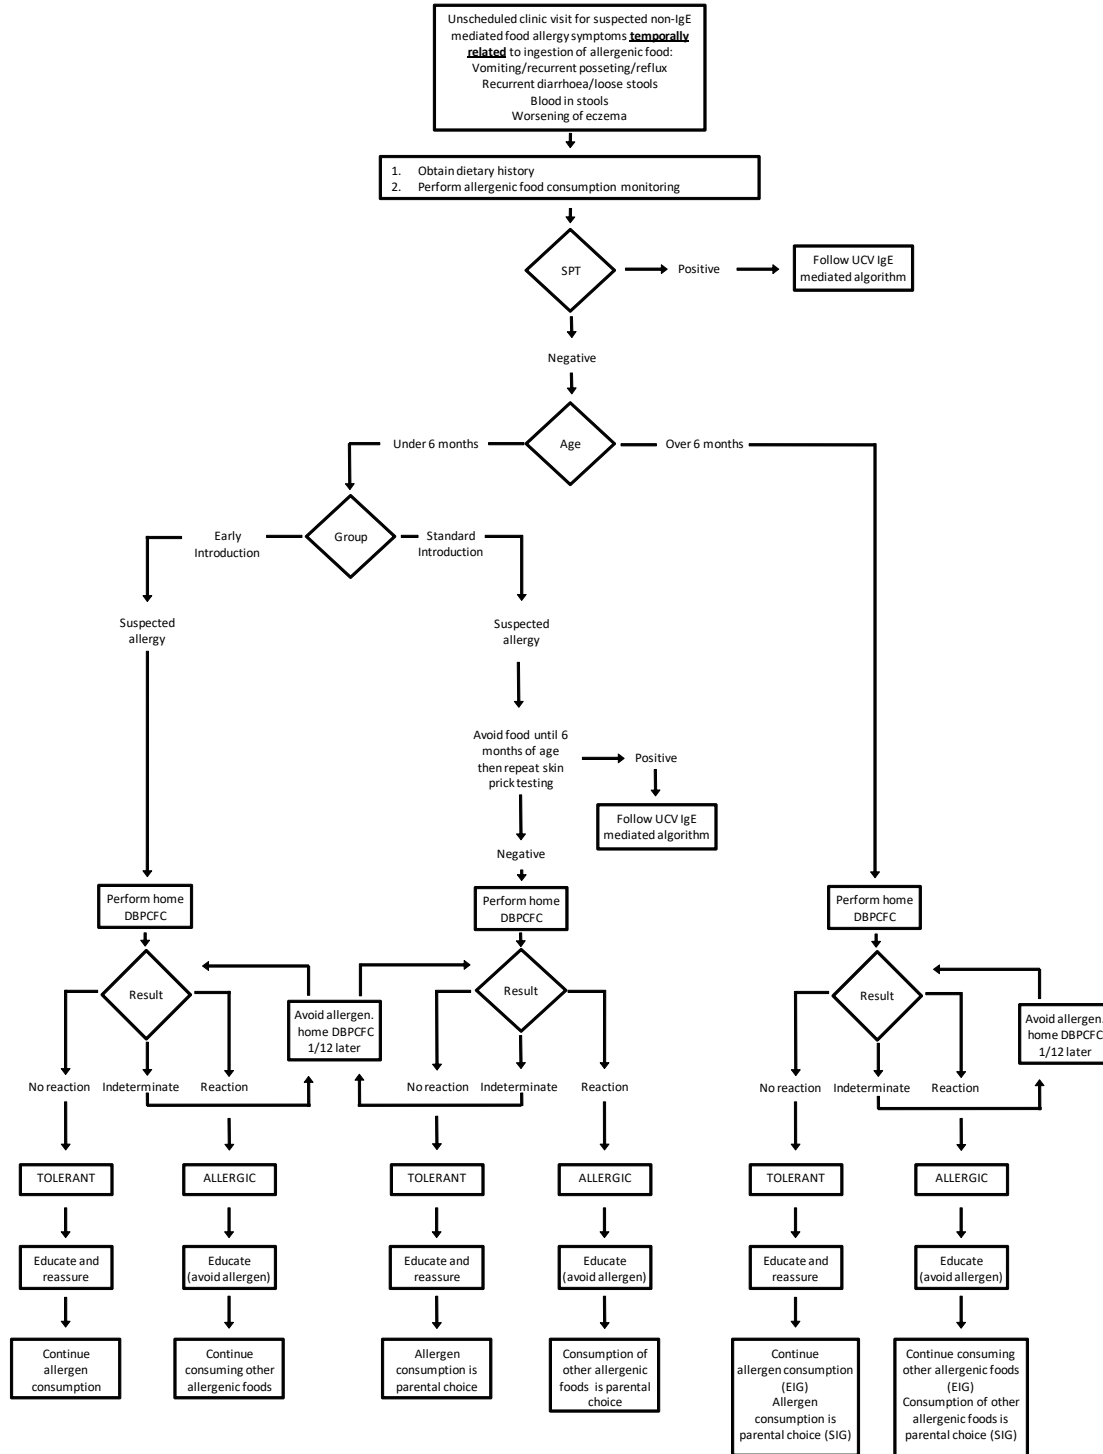 Unscheduled clinic visit for suspected non-IgE
mediated food allergy symptoms temporally
related to ingestion of allergenic food:
Vomiting/recurrent posseting/reflux
Recurrent diarrhoea/loose stools
Blood in stools
Worsening of eczema
1. Obtain dietary history
2. Perform allergenic food consumption monitoring
SPT
Positive
Follow UCV IgE
mediated algorithm
Negative
Under 6 months
Age
Over 6 months
Early
Introduction
Group
Standard
Introduction
Suspected
allergy
Suspected
allergy
Avoid food until 6
months of age
then repeat skin
prick testing
Positive
Follow UCV IgE
mediated algorithm
Negative
Perform home
DBPCFC
Perform home
DBPCFC
Perform home
DBPCFC
Result
Avoid allergen.
home DBPCFC
1/12 later
Result
Result
Avoid allergen.
home DBPCFC
1/12 later
No reaction
Indeterminate
Reaction
No reaction
Indeterminate
Reaction
No reaction
Indeterminate
Reaction
TOLERANT
ALLERGIC
TOLERANT
ALLERGIC
TOLERANT
ALLERGIC
Educate and
reassure
Educate
(avoid allergen)
Educate and
reassure
Educate
(avoid allergen)
Educate and
reassure
Educate
(avoid allergen)
Continue
allergen
consumption
Continue
consuming other
allergenic foods
Allergen
consumption is
parental choice
Consumption of
other allergenic
foods is parental
choice
Continue
allergen consumption
(EIG)
Allergen
consumption is
parental choice (SIG)
Continue consuming
other allergenic foods
(EIG)
Consumption of other
allergenic foods is
parental choice (SIG)